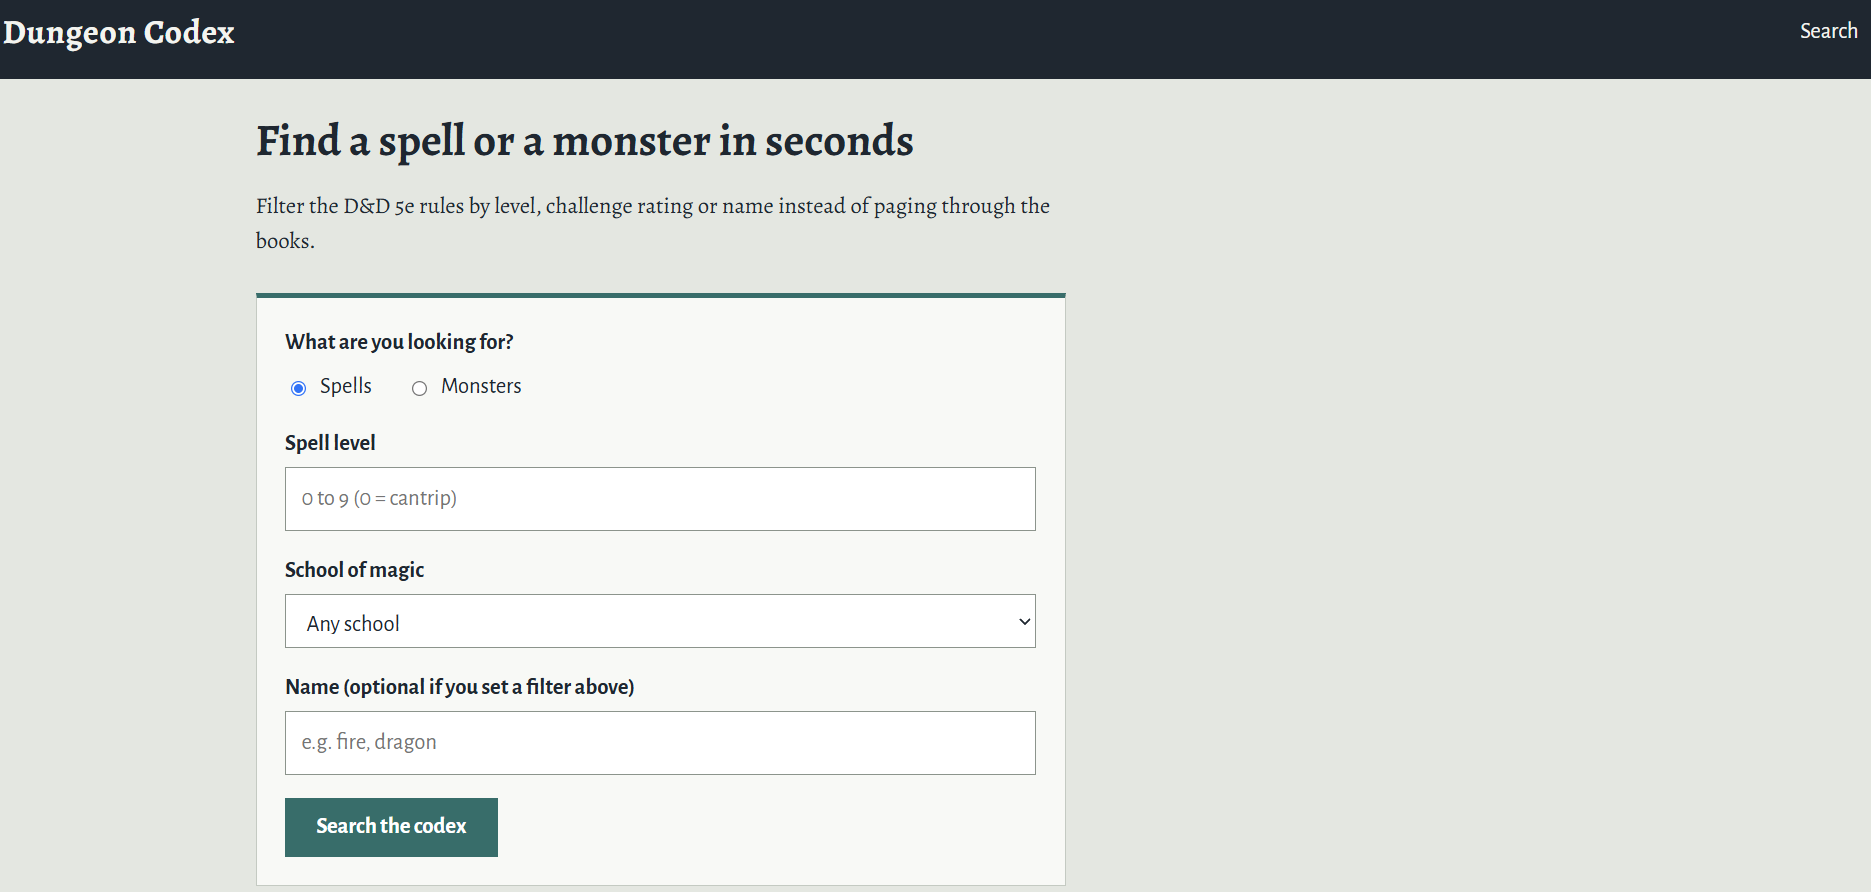 Dungeon Codex
Search
Find a spell or a monster in seconds
Filter the D&D 5e rules by level, challenge rating or name instead of paging through the
books.
What are you looking for?
Spells
Monsters
Spell level
0 to 9 (0 = cantrip)
School of magic
Any school
Name (optional if you set a filter above)
e.g. fire, dragon
Search the codex